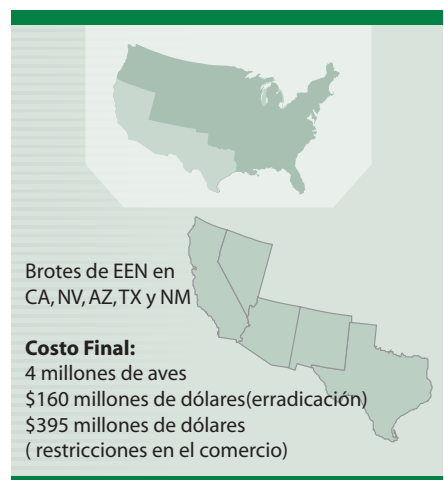 Brotes de EEN en
CA, NV, AZ, TX y NM
Costo Final:
4 millones de aves
$160 millones de dólares(erradicación)
$395 millones de dólares
( restricciones en el comercio)